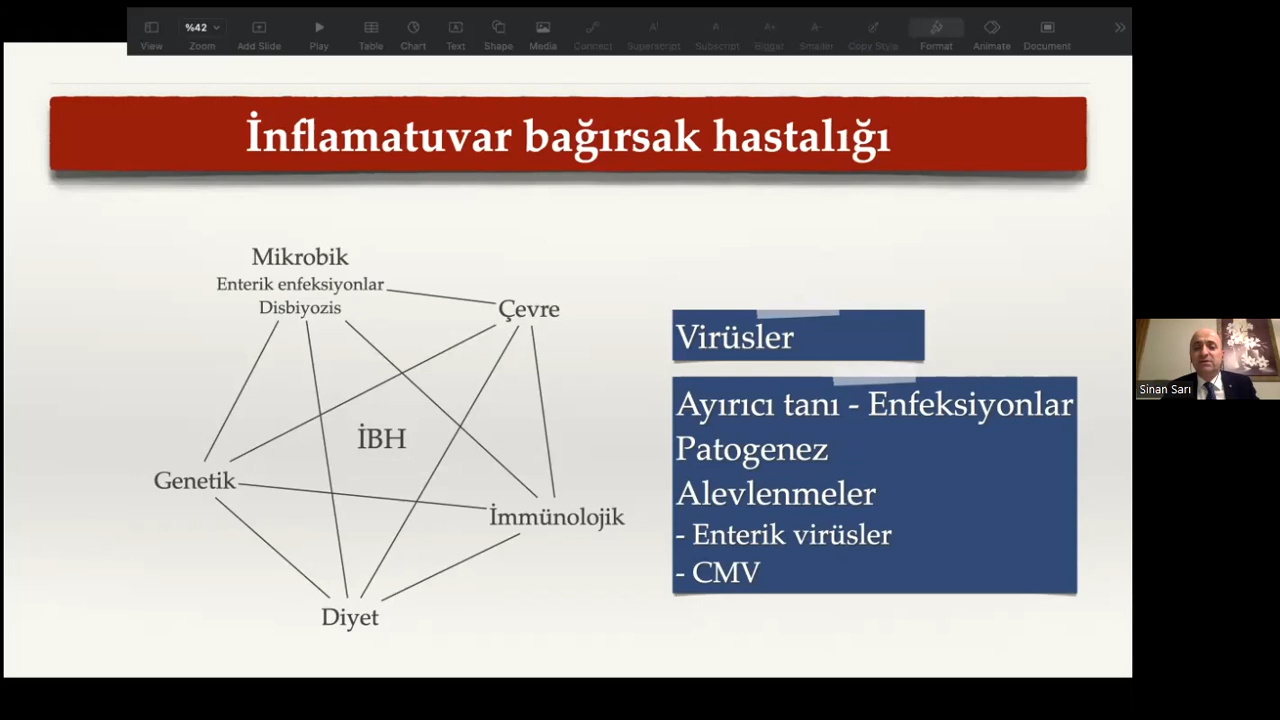 %42
View
Zoom
Add Slide
Play
Table
Chart
Text
Shape
Media
Connect
Superscript
Subscript
Bigger
Smaller
Copy Style
Format
Animate
Document
İnflamatuvar bağırsak hastalığı
Mikrobik
Enterik enfeksiyonlar
Disbiyozis
Çevre
İBH
Genetik
İmmünolojik
Diyet
Virüsler
Ayırıcı tanı - Enfeksiyonlar
Patogenez
Alevlenmeler
- Enterik virüsler
- CMV
Sinan Sarı